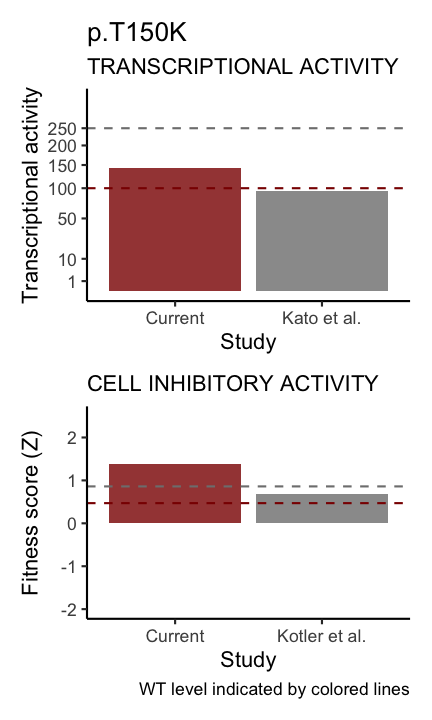 p.T150K
TRANSCRIPTIONAL ACTIVITY
Transcriptional activity
250
200
150
100
50
10
1
Current
Kato et al.
Study
CELL INHIBITORY ACTIVITY
Fitness score (Z)
2
1
0
-1
-2
Current
Kotler et al.
Study
WT level indicated by colored lines